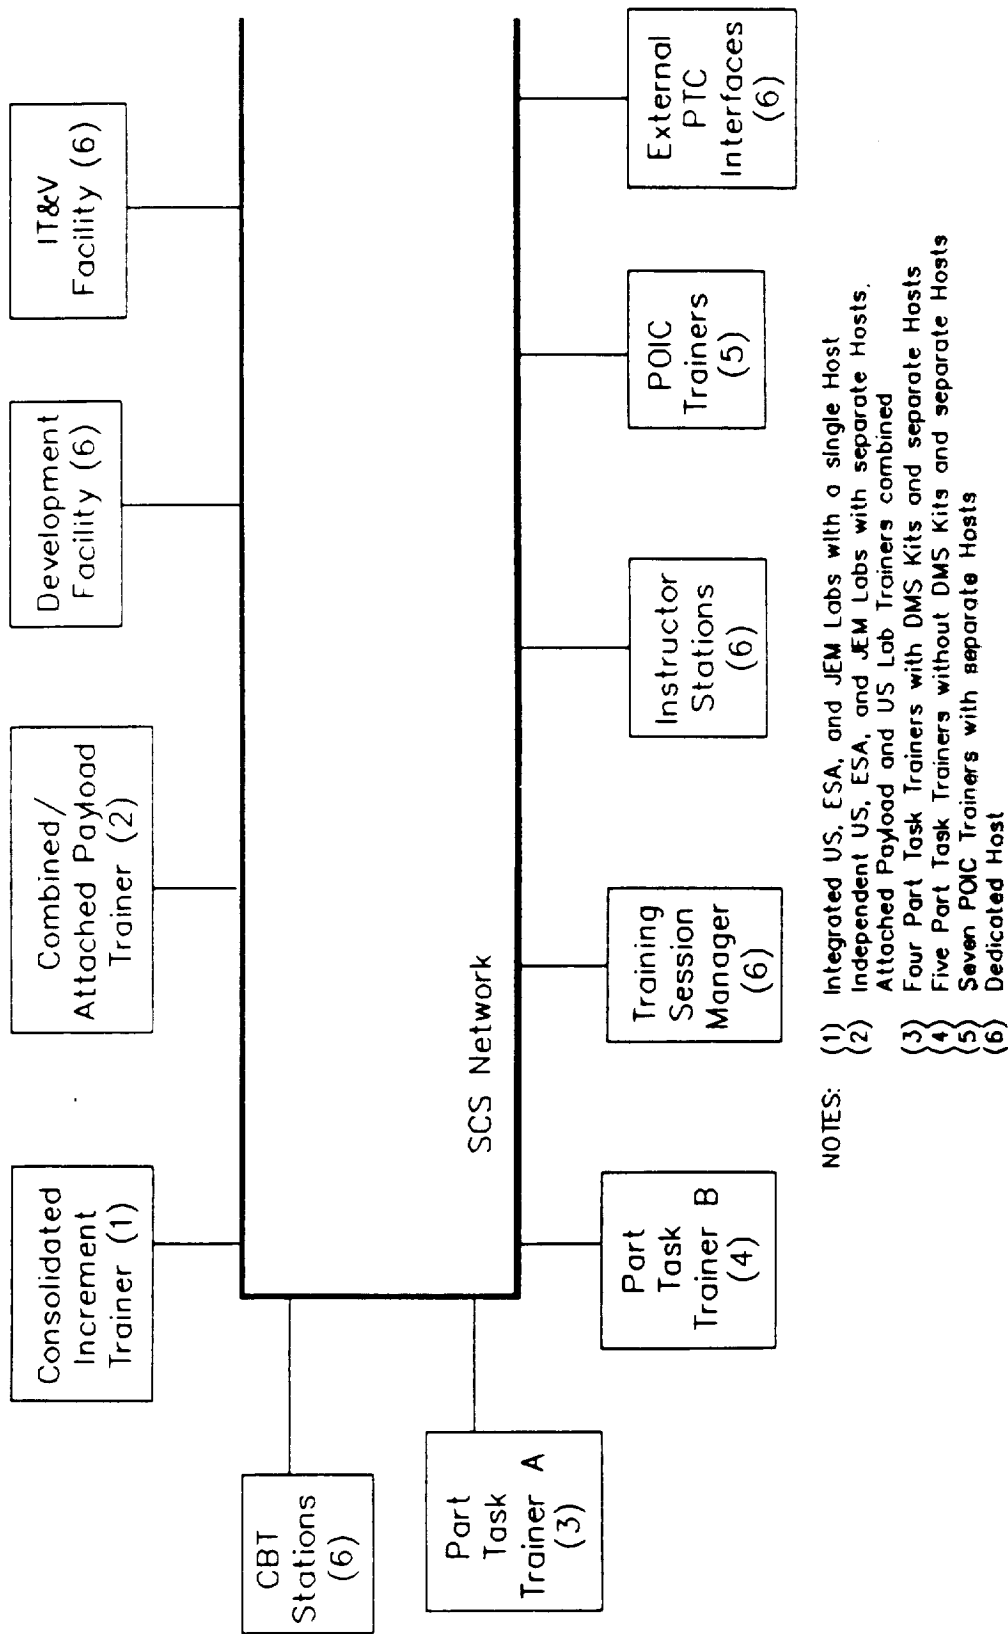 Consolidated
Increment
Trainer (1)
Combined/
Attached Payload
Trainer (2)
Development
Facility (6)
IT&V
Facility (6)
CBT
Stations
(6)
SCS Network
Part
Task
Trainer A
(3)
Part
Task
Trainer B
(4)
Training
Session
Manager
(6)
Instructor
Stations
(6)
POIC
Trainers
(5)
External
PTC
Interfaces
(6)
NOTES:
(1) Integrated US, ESA, and JEM Labs with a single Host
(2) Independent US, ESA, and JEM Labs with separate Hosts,
Attached Payload and US Lab Trainers combined
(3) Four Part Task Trainers with DMS Kits and separate Hosts
(4) Five Part Task Trainers without DMS Kits and separate Hosts
(5) Seven POIC Trainers with separate Hosts
(6) Dedicated Host